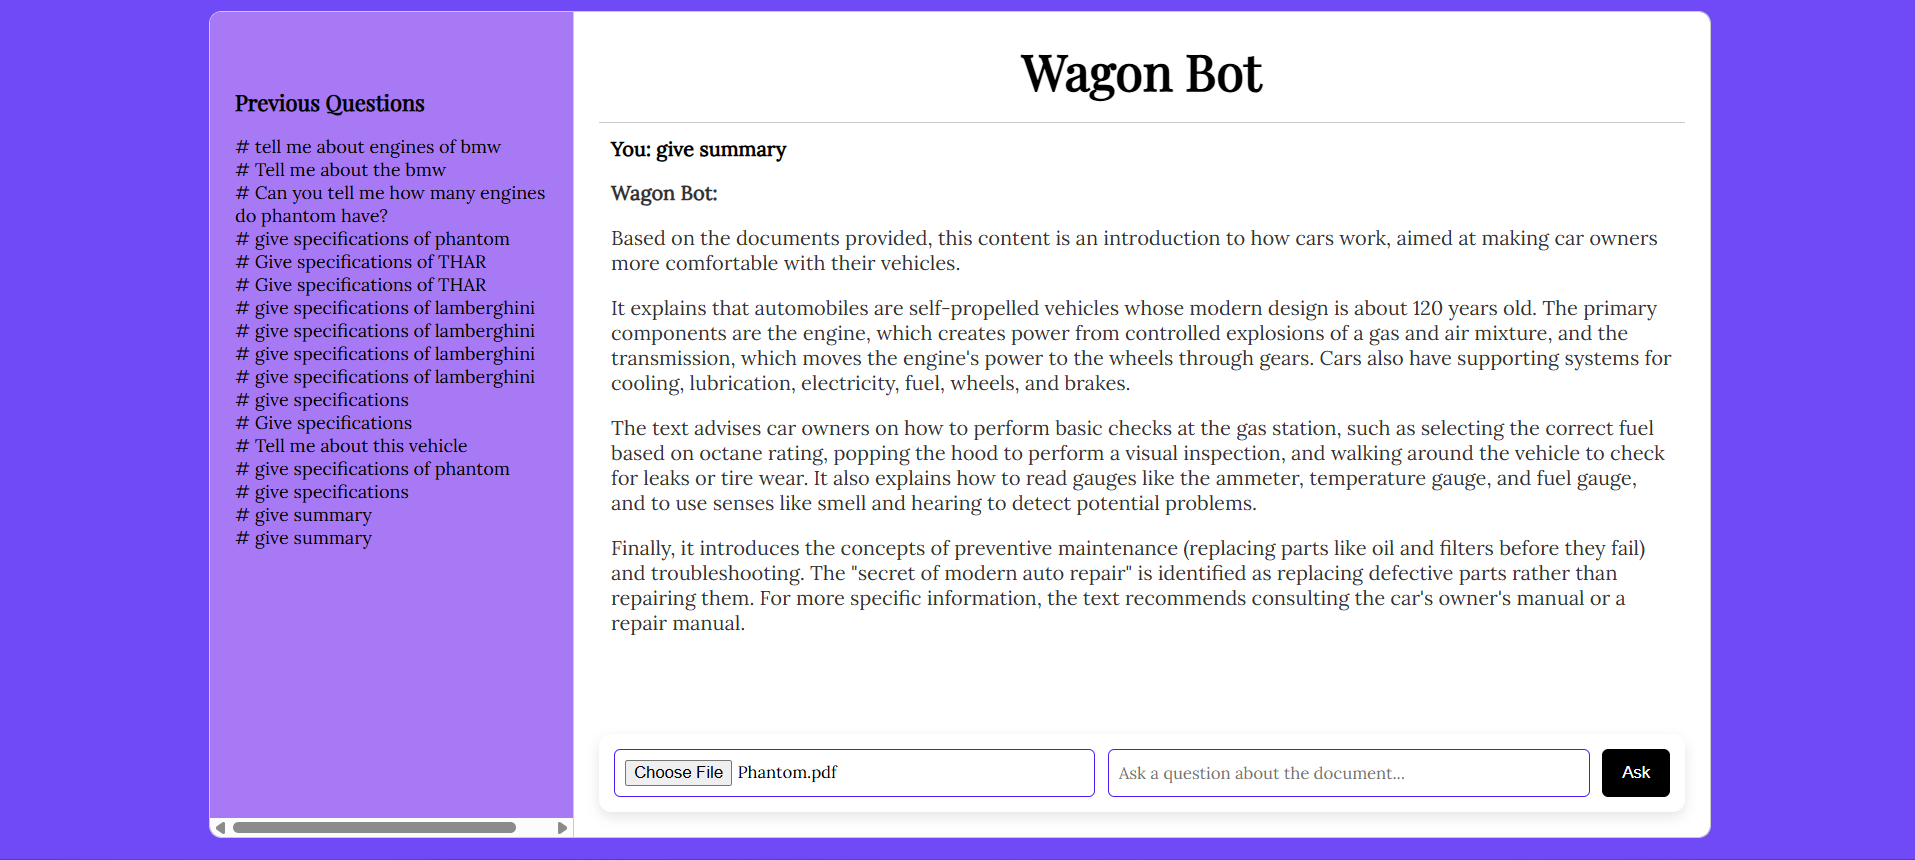 Previous Questions
# tell me about engines of bmw
# Tell me about the bmw
# Can you tell me how many engines
do phantom have?
# give specifications of phantom
# Give specifications of THAR
# Give specifications of THAR
# give specifications of lamberghini
# give specifications of lamberghini
# give specifications of lamberghini
# give specifications of lamberghini
# give specifications
# Give specifications
# Tell me about this vehicle
# give specifications of phantom
# give specifications
# give summary
# give summary
Wagon Bot
You: give summary
Wagon Bot:
Based on the documents provided, this content is an introduction to how cars work, aimed at making car owners
more comfortable with their vehicles.
It explains that automobiles are self-propelled vehicles whose modern design is about 120 years old. The primary
components are the engine, which creates power from controlled explosions of a gas and air mixture, and the
transmission, which moves the engine's power to the wheels through gears. Cars also have supporting systems for
cooling, lubrication, electricity, fuel, wheels, and brakes.
The text advises car owners on how to perform basic checks at the gas station, such as selecting the correct fuel
based on octane rating, popping the hood to perform a visual inspection, and walking around the vehicle to check
for leaks or tire wear. It also explains how to read gauges like the ammeter, temperature gauge, and fuel gauge,
and to use senses like smell and hearing to detect potential problems.
Finally, it introduces the concepts of preventive maintenance (replacing parts like oil and filters before they fail)
and troubleshooting. The "secret of modern auto repair" is identified as replacing defective parts rather than
repairing them. For more specific information, the text recommends consulting the car's owner's manual or a
repair manual.
Choose File Phantom.pdf
Ask a question about the document...
Ask